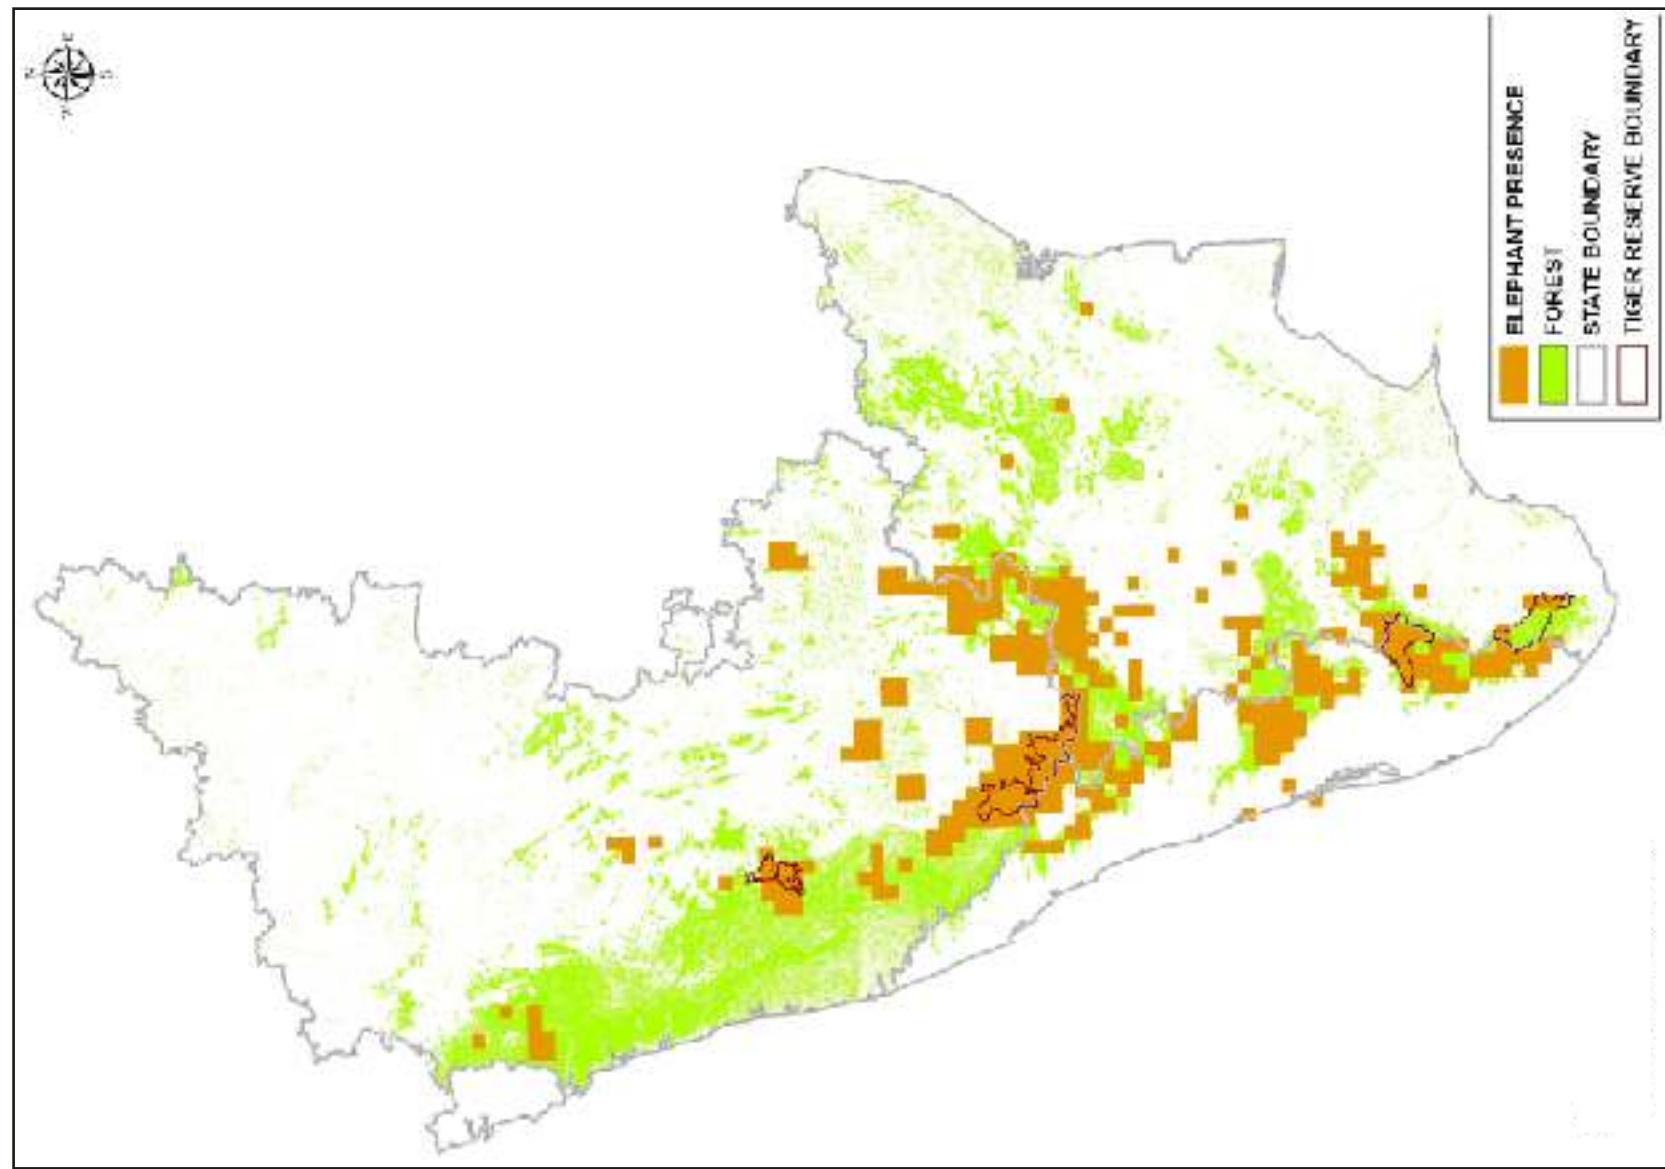 N
E
S
ELEPHANT PRESENCE
FOREST
STATE BOUNDARY
TIGER RESERVE BOUNDARY